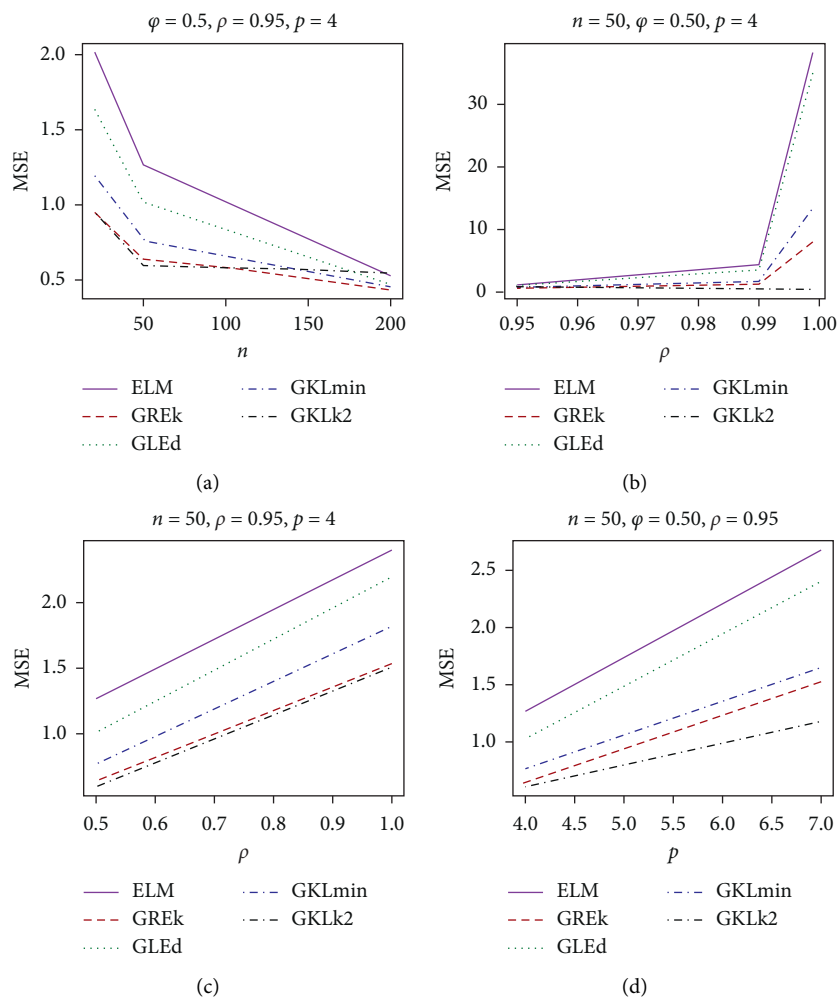 φ = 0.5, ρ = 0.95, p = 4
MSE
2.0
1.5
1.0
0.5
50 100 150 200
n
ELM GKLmin
GREk GKLk2
GLEd
(a)
n = 50, φ = 0.50, p = 4
MSE
30
20
10
0
0.95 0.96 0.97 0.98 0.99 1.00
ρ
ELM GKLmin
GREk GKLk2
GLEd
(b)
n = 50, ρ = 0.95, p = 4
MSE
2.0
1.5
1.0
0.5 0.6 0.7 0.8 0.9 1.0
ρ
ELM GKLmin
GREk GKLk2
GLEd
(c)
n = 50, φ = 0.50, ρ = 0.95
MSE
2.5
2.0
1.5
1.0
4.0 4.5 5.0 5.5 6.0 6.5 7.0
p
ELM GKLmin
GREk GKLk2
GLEd
(d)